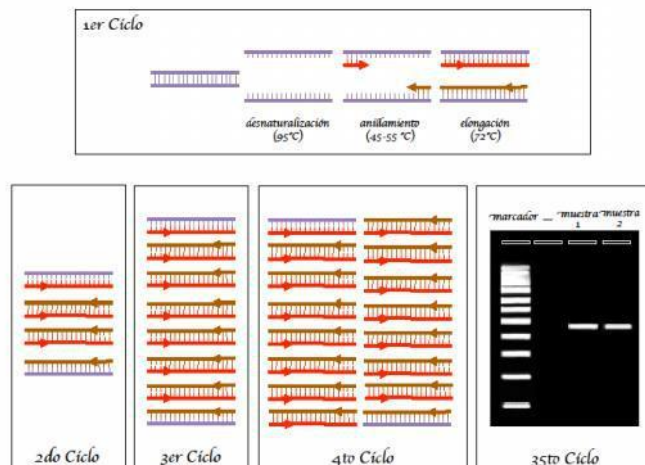 1er Ciclo
desnaturalización anillamiento elongación
(95°C) (45-55 °C) (72°C)
marcador — muestra muestra
1 2
2do Ciclo 3er Ciclo 4to Ciclo 35to Ciclo